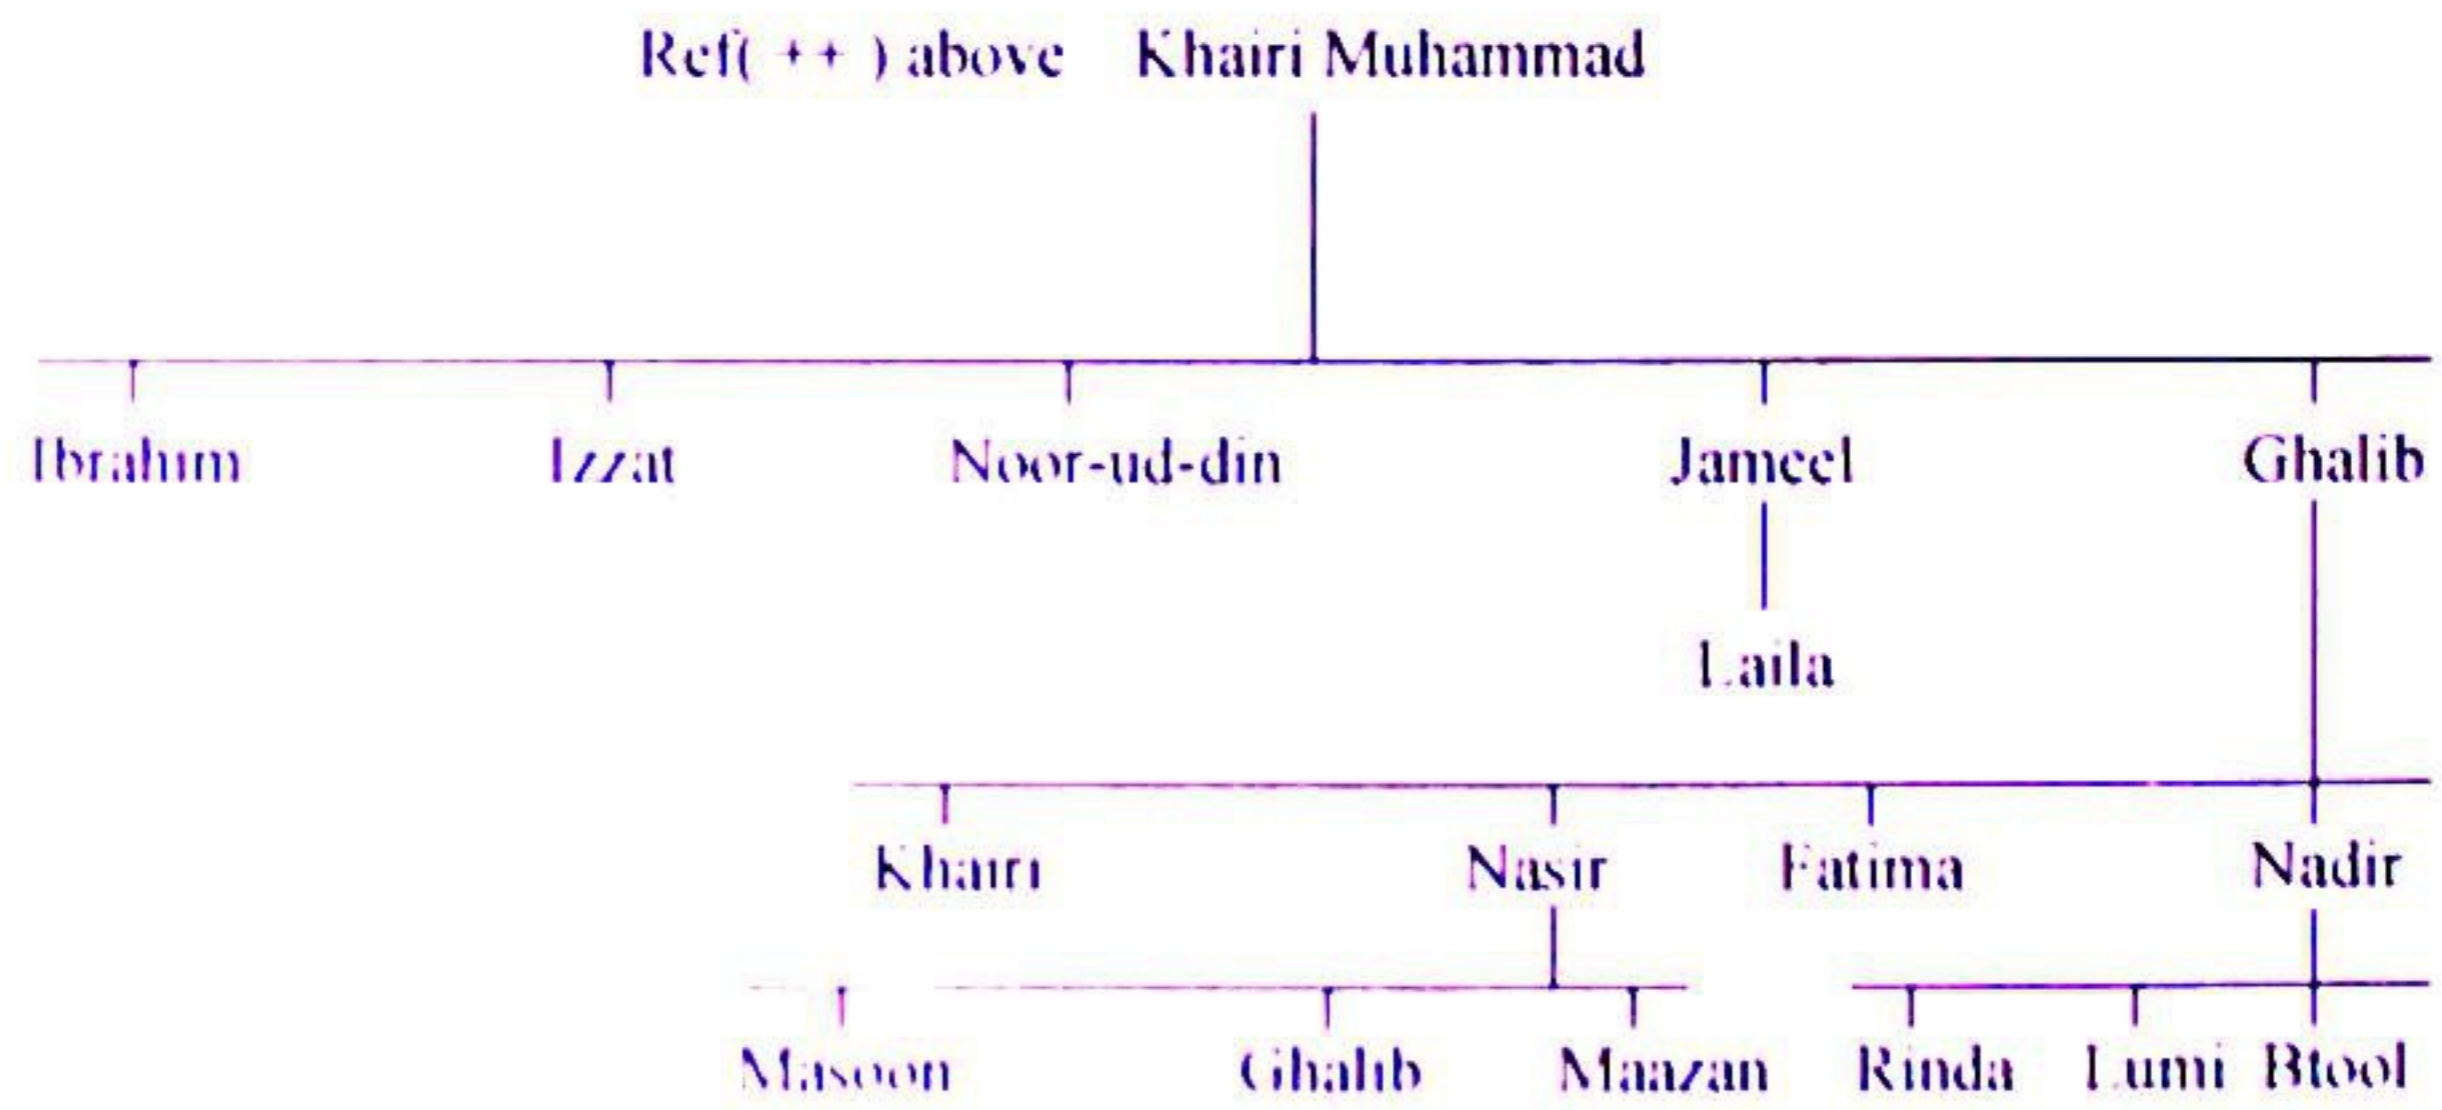 Ref( ++ ) above Khairi Muhammad
Ibrahim Izzat Noor-ud-din Jameel Ghalib
Laila
Khairi Nasir Fatima Nadir
Masoon Ghalib Maazan Rinda Lumi Btool